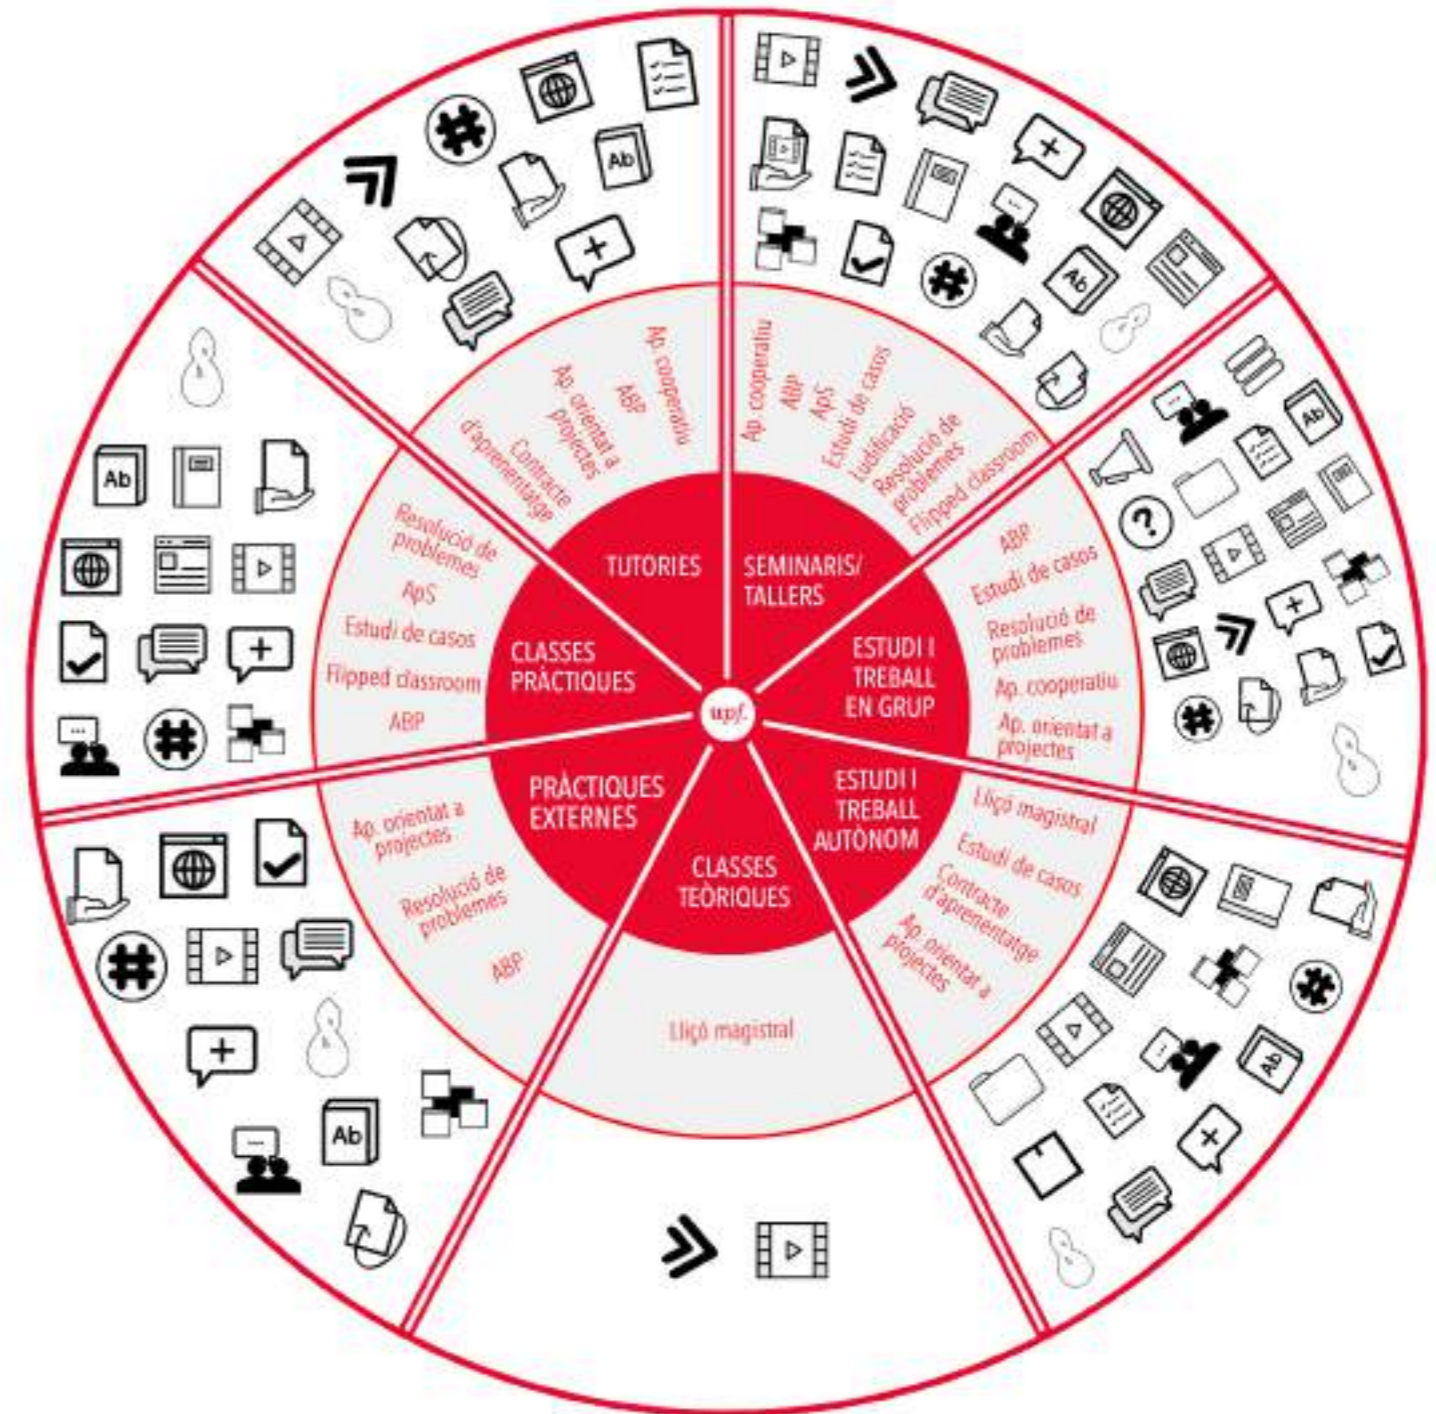 TUTORIES
Ap. cooperatiu
ABP
Ap. orientat a
projectes
Contracte
d'aprenentatge
SEMINARIS/
TALLERS
Ap. cooperatiu
ABP
ApS
Estudi de casos
Ludificació
Resolució de
problemes
Flipped classroom
ESTUDI I
TREBALL
EN GRUP
ABP
Estudi de casos
Resolució de
problemes
Ap. cooperatiu
Ap. orientat a
projectes
ESTUDI I
TREBALL
AUTÒNOM
Lliçó magistral
Estudi de casos
Contracte
d'aprenentatge
Ap. orientat a
projectes
CLASSES
TEÒRIQUES
Lliçó magistral
PRÀCTIQUES
EXTERNES
Ap. orientat a
projectes
Resolució de
problemes
ABP
CLASSES
PRÀCTIQUES
Resolució de
problemes
ApS
Estudi de casos
Flipped classroom
ABP
upf.
Ab
Ab
Ab
Ab
Ab
Ab